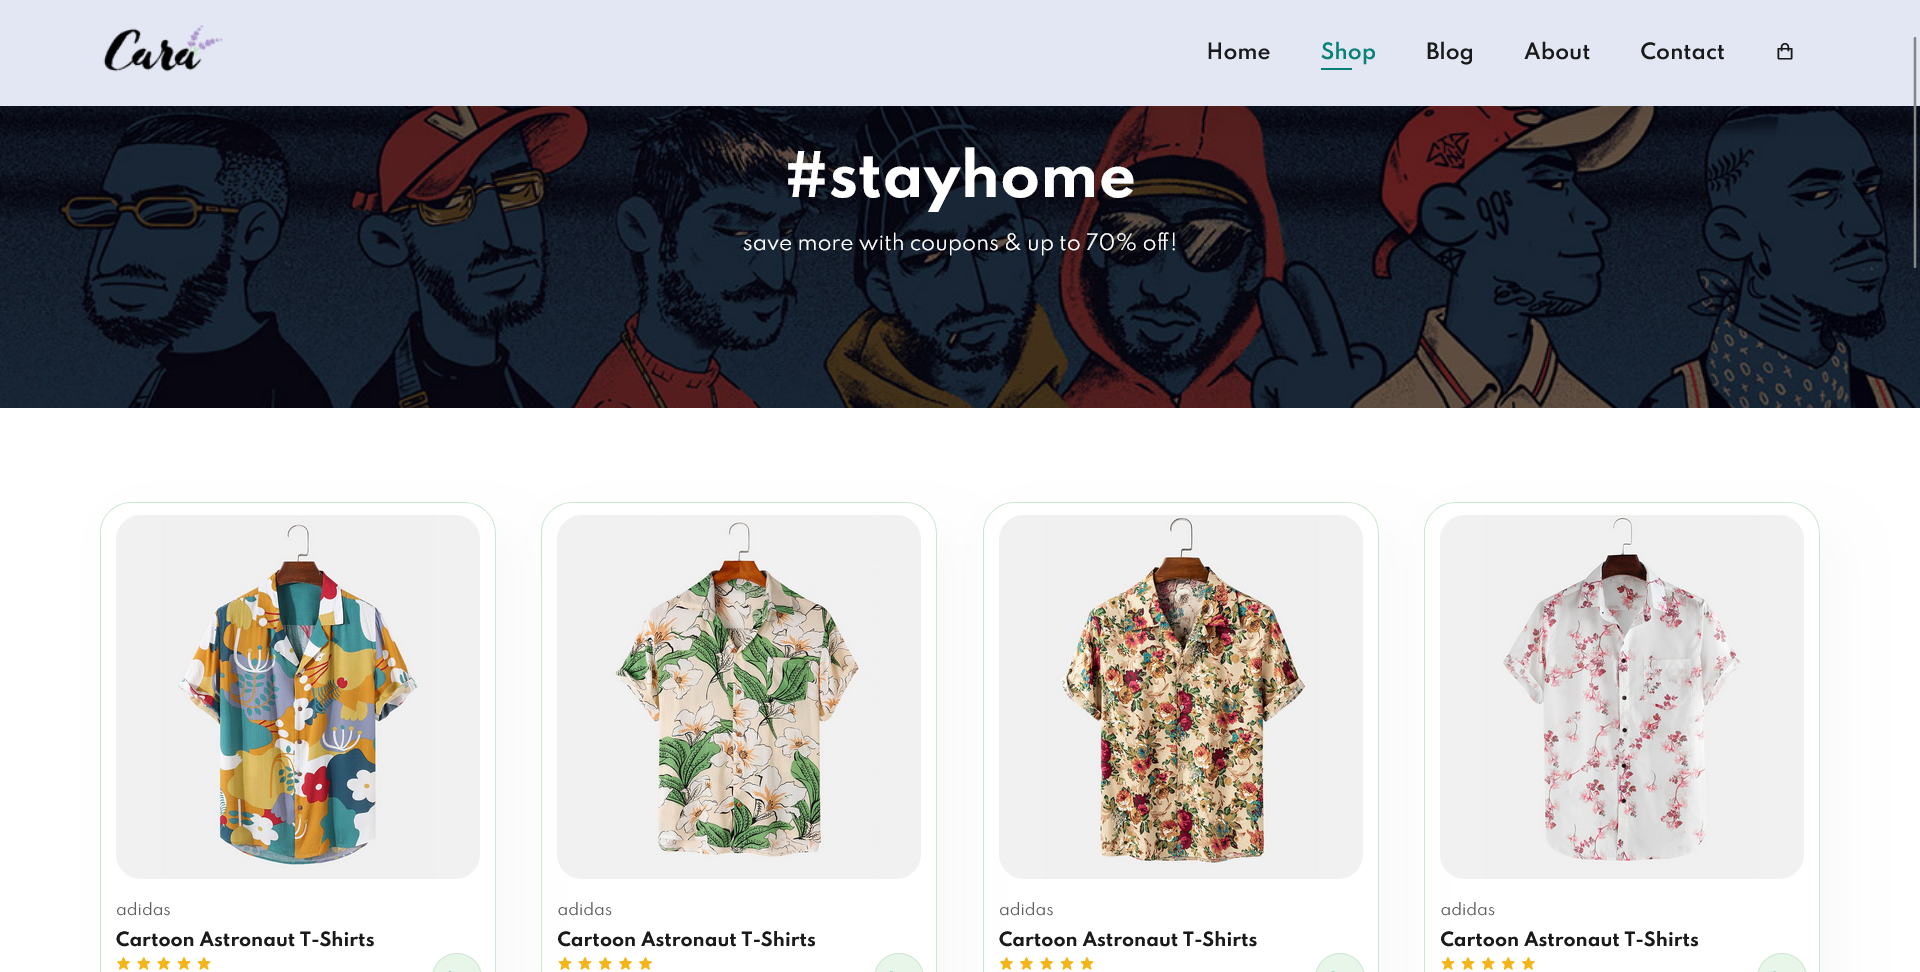 Cara
Home Shop Blog About Contact
#stayhome
save more with coupons & up to 70% off!
99s
adidas
Cartoon Astronaut T-Shirts
adidas
Cartoon Astronaut T-Shirts
adidas
Cartoon Astronaut T-Shirts
adidas
Cartoon Astronaut T-Shirts